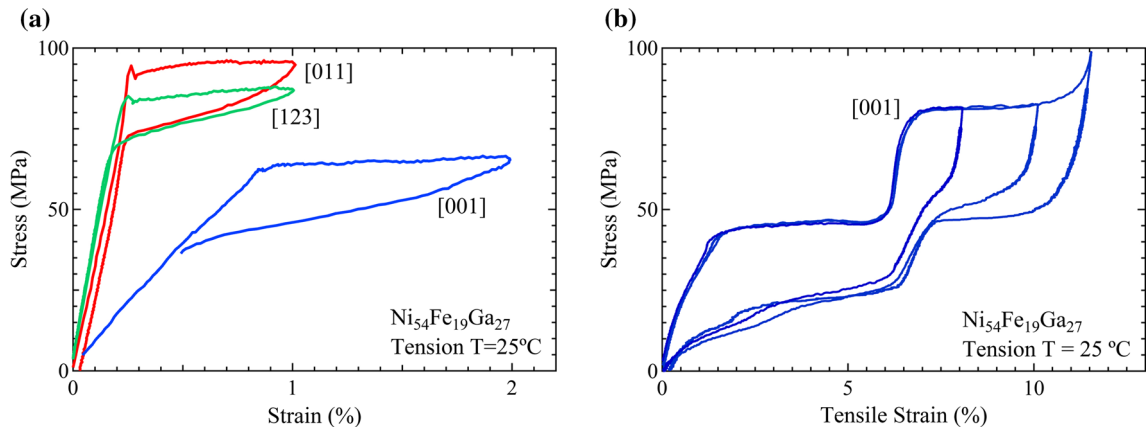 (a)
100
50
0
Stress (MPa)
[011]
[123]
[001]
Ni54Fe19Ga27
Tension T=25ºC
0
1
2
Strain (%)
(b)
100
50
0
Stress (MPa)
[001]
Ni54Fe19Ga27
Tension T = 25 ºC
0
5
10
Tensile Strain (%)